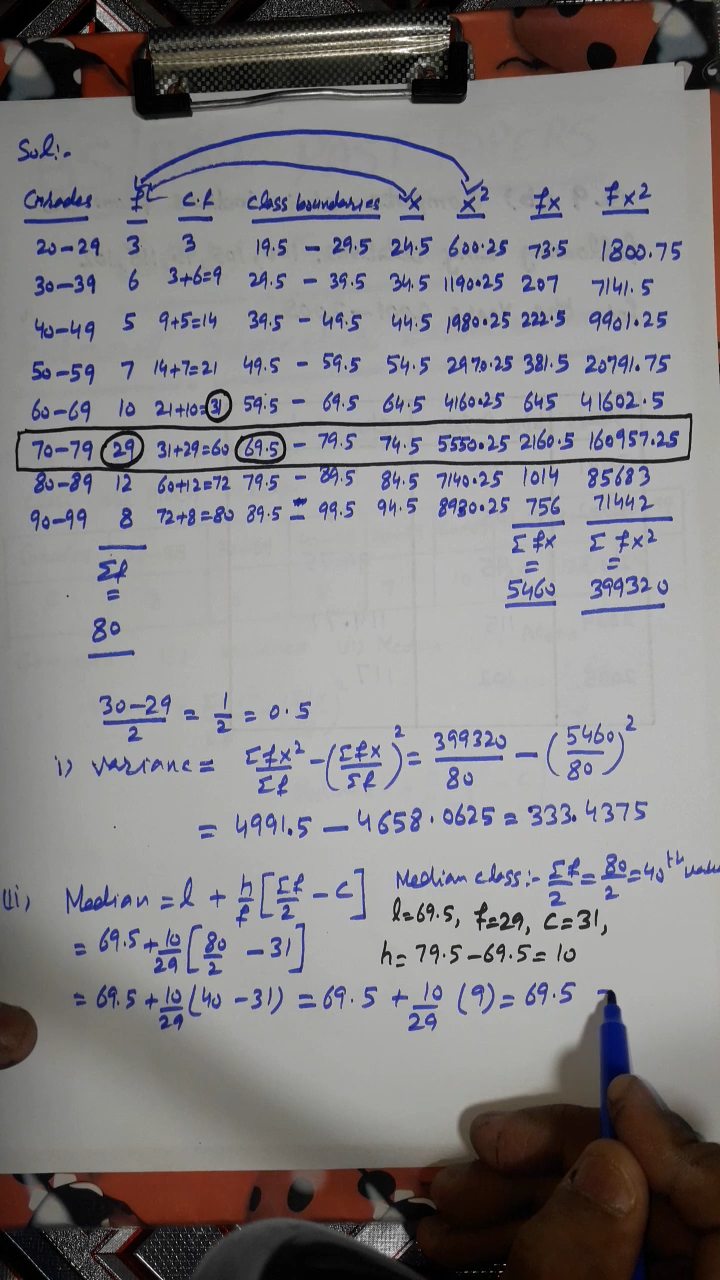 Sol:-
Grades f C.f Class boundaries x x² fx fx²
20-29 3 3 19.5 - 29.5 24.5 600.25 73.5 1800.75
30-39 6 3+6=9 29.5 - 39.5 34.5 1190.25 207 7141.5
40-49 5 9+5=14 39.5 - 49.5 44.5 1980.25 222.5 9901.25
50-59 7 14+7=21 49.5 - 59.5 54.5 2970.25 381.5 20791.75
60-69 10 21+10=31 59.5 - 69.5 64.5 4160.25 645 41602.5
70-79 29 31+29=60 69.5 - 79.5 74.5 5550.25 2160.5 160957.25
80-89 12 60+12=72 79.5 - 89.5 84.5 7140.25 1014 85683
90-99 8 72+8=80 89.5 - 99.5 94.5 8930.25 756 71442
Σf = 80 Σfx = 5460 Σfx² = 399320
30-29/2 = 1/2 = 0.5
i) variance = Σfx²/Σf - (Σfx/Σf)² = 399320/80 - (5460/80)²
= 4991.5 - 4658.0625 = 333.4375
ii) Median = l + h/f [Σf/2 - c] Median class:- Σf/2 = 80/2 = 40th value
l=69.5, f=29, C=31,
= 69.5 + 10/29 [80/2 - 31] h= 79.5-69.5= 10
= 69.5 + 10/29 (40 - 31) = 69.5 + 10/29 (9) = 69.5